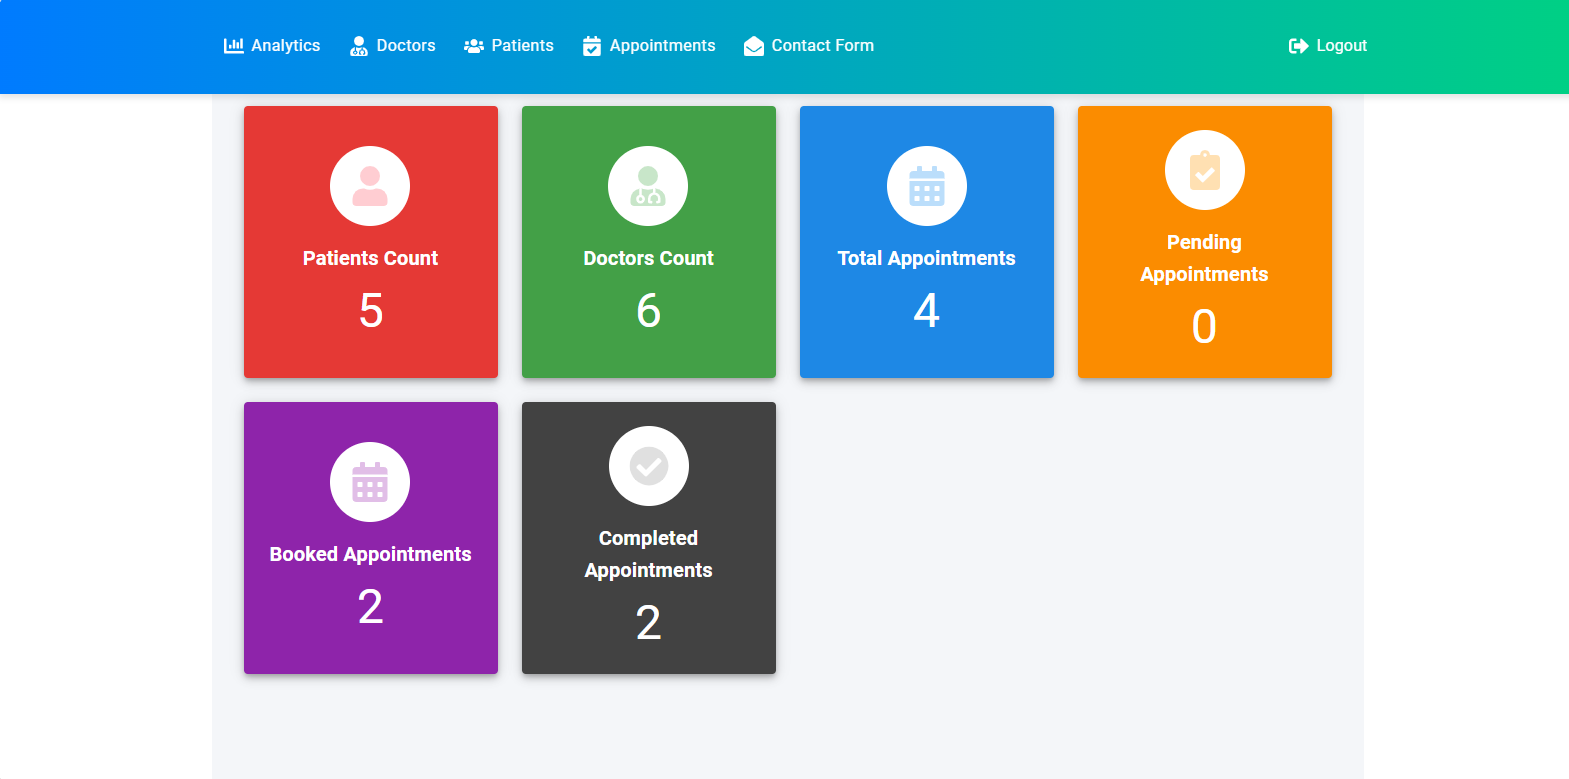 Analytics
Doctors
Patients
Appointments
Contact Form
Logout
Patients Count
5
Doctors Count
6
Total Appointments
4
Pending
Appointments
0
Booked Appointments
2
Completed
Appointments
2